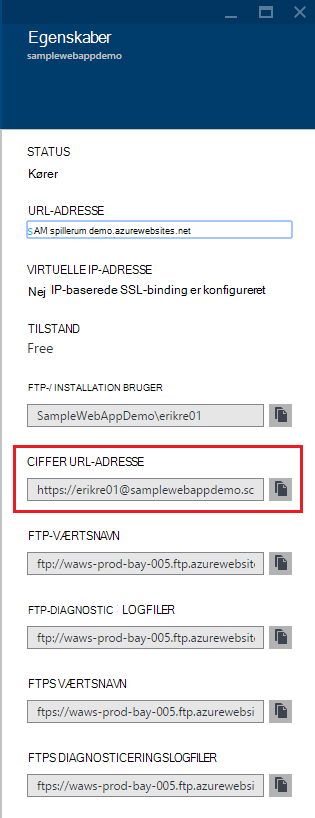 Egenskaber
samplewebappdemo
STATUS
Kører
URL-ADRESSE
sAM spillerum demo.azurewebsites.net
VIRTUELLE IP-ADRESSE
Nej IP-baserede SSL-binding er konfigureret
TILSTAND
Free
FTP-/ INSTALLATION BRUGER
SampleWebAppDemo\erikre01
CIFFER URL-ADRESSE
https://erikre01@samplewebappdemo.sc
FTP-VÆRTSNAVN
ftp://waws-prod-bay-005.ftp.azurewebsite
FTP-DIAGNOSTIC LOGFILER
ftp://waws-prod-bay-005.ftp.azurewebsite
FTPS VÆRTSNAVN
ftps://waws-prod-bay-005.ftp.azurewebsi
FTPS DIAGNOSTICERINGSLOGFILER
ftps://waws-prod-bay-005.ftp.azurewebsi